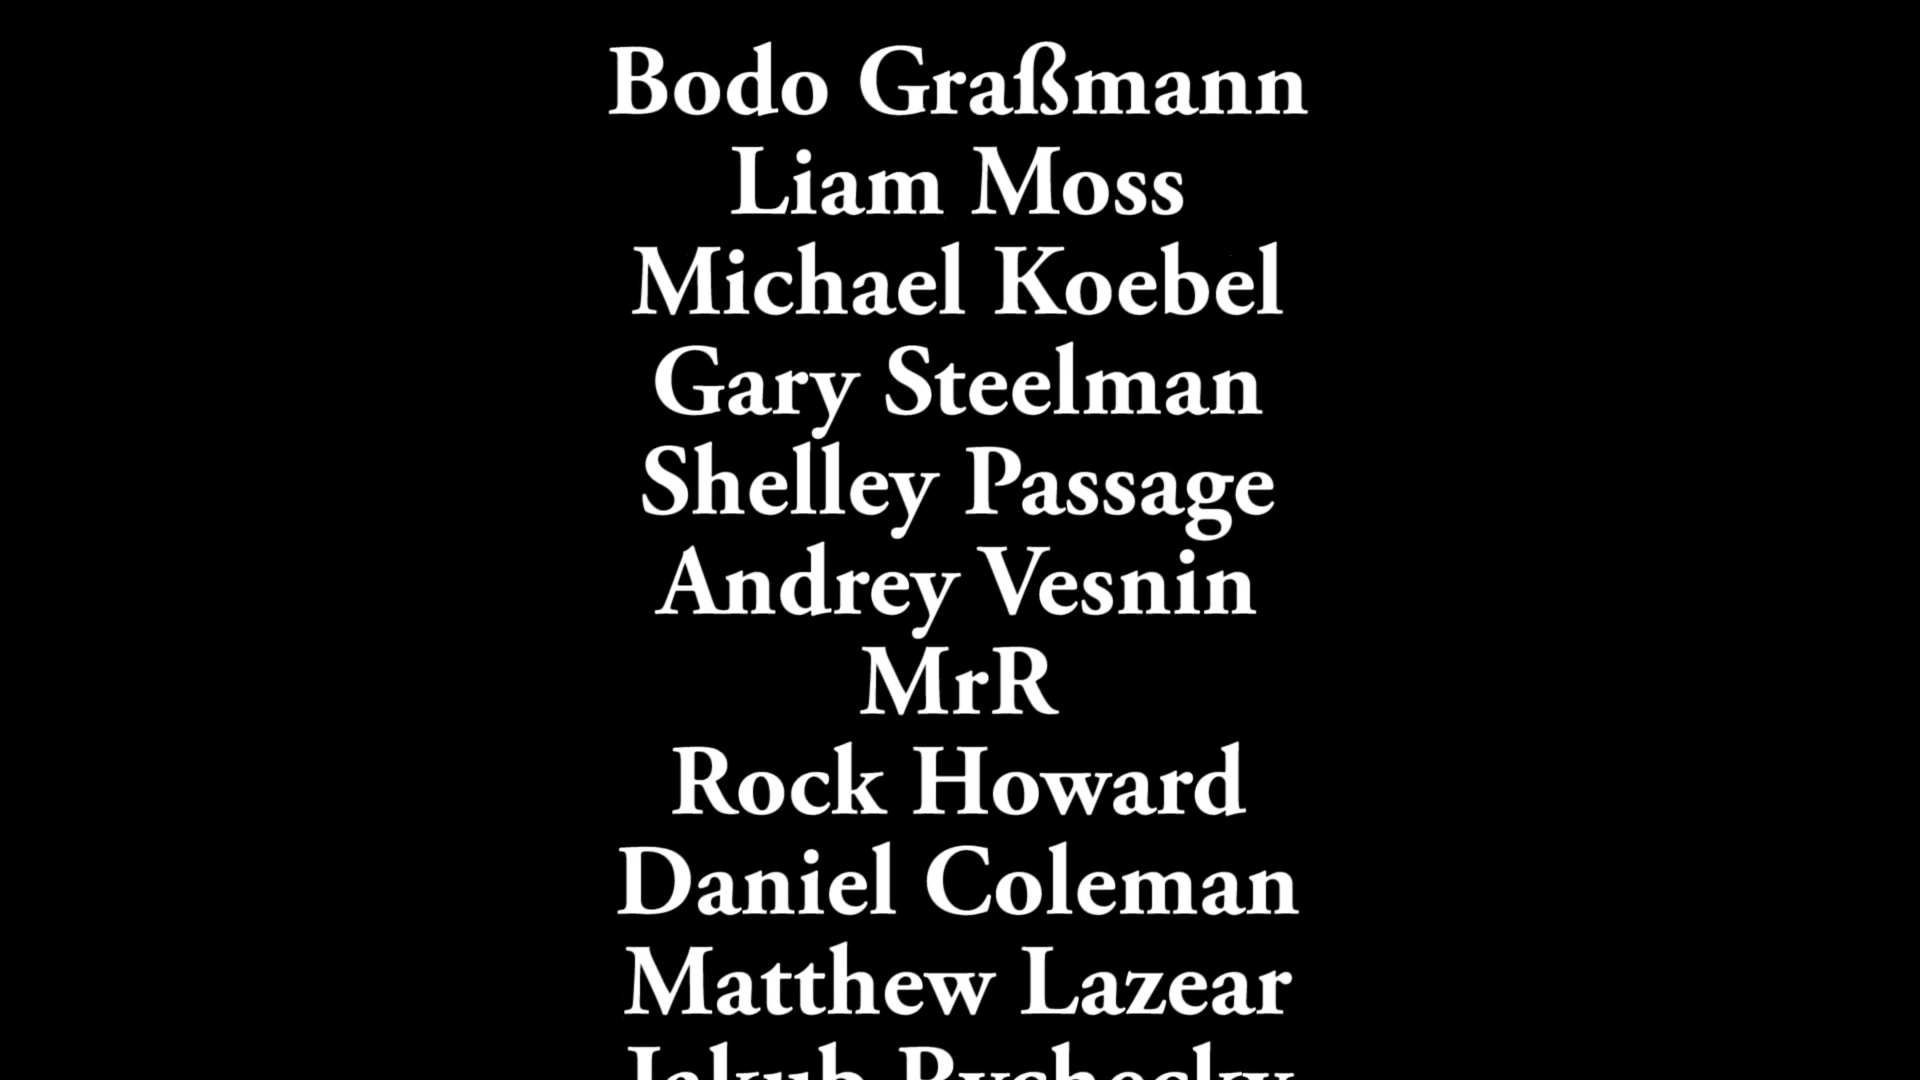 Bodo Graßmann
Liam Moss
Michael Koebel
Gary Steelman
Shelley Passage
Andrey Vesnin
MrR
Rock Howard
Daniel Coleman
Matthew Lazear
Jakub